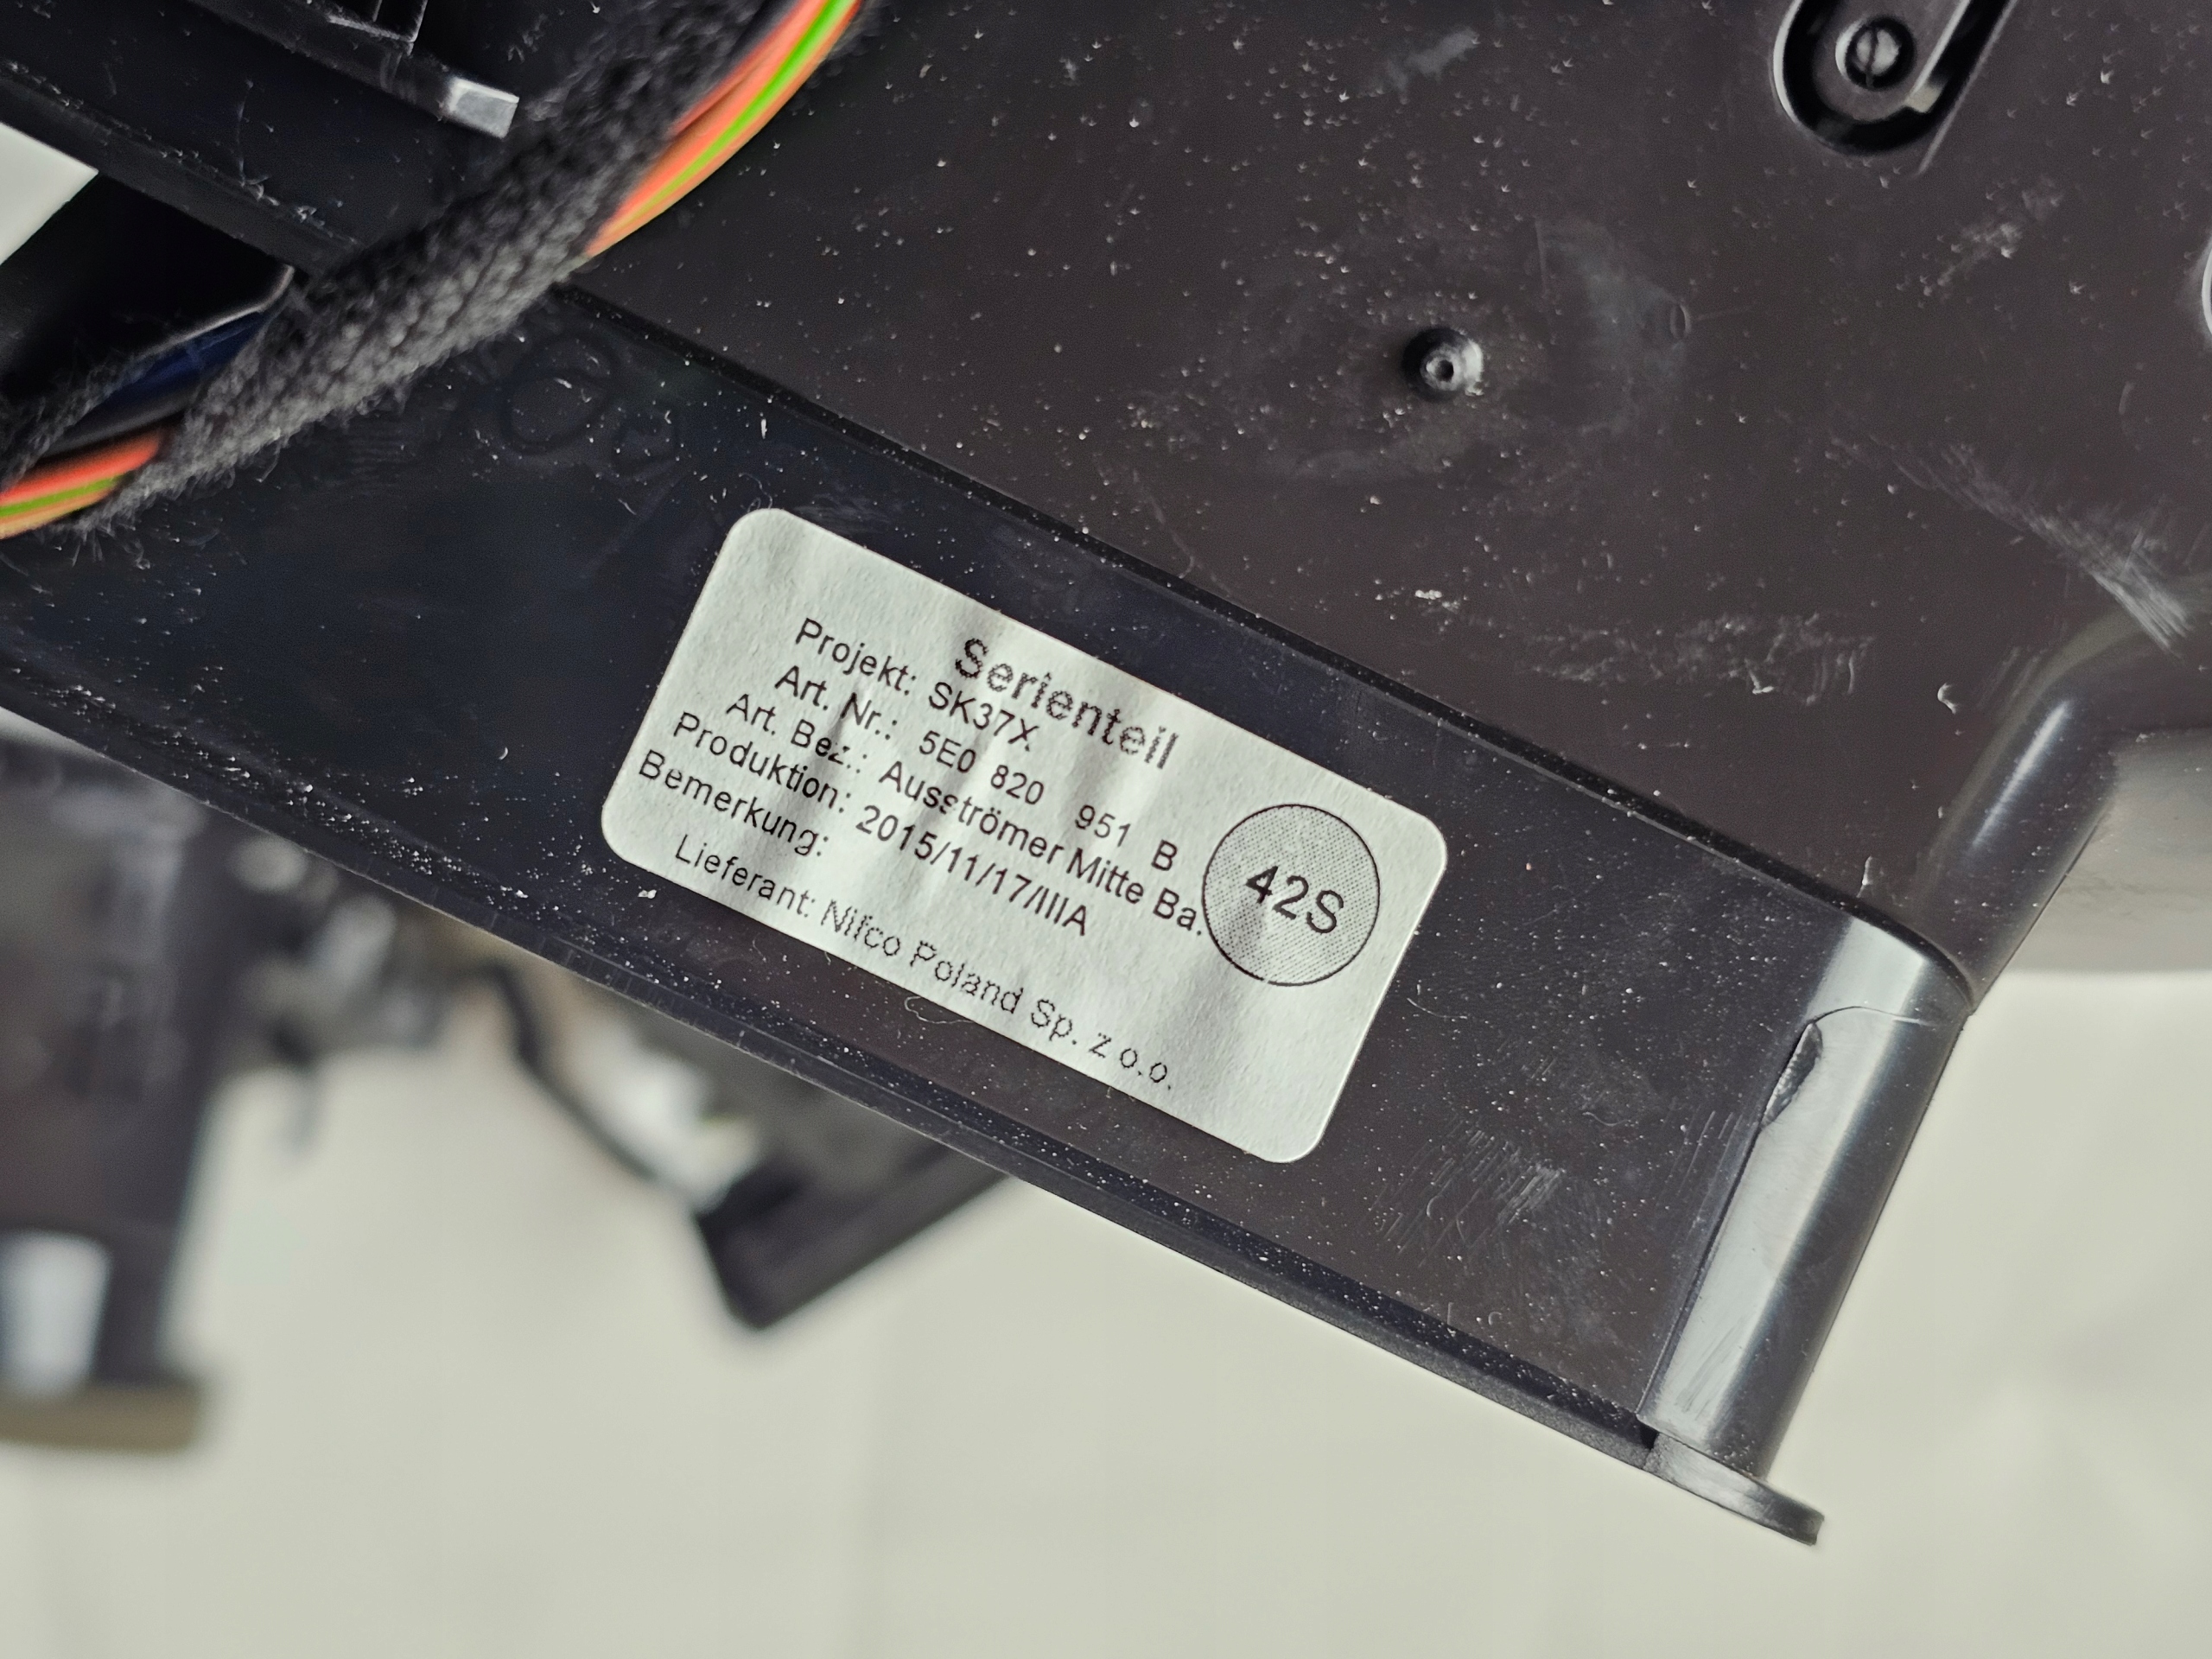 Serienteil
Projekt: SK37X
Art. Nr.: 5E0 820 951 B
Art. Bez.: Ausströmer Mitte Ba.
Produktion: 2015/11/17/IIIA
Bemerkung:
Lieferant: Nifco Poland Sp. z o.o.
42S